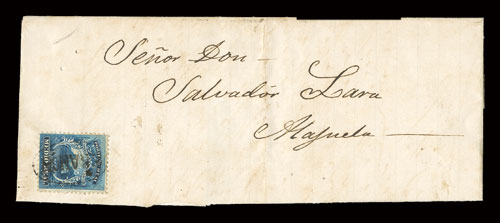 Señor Don –
Salvador Lara
Alajuela —